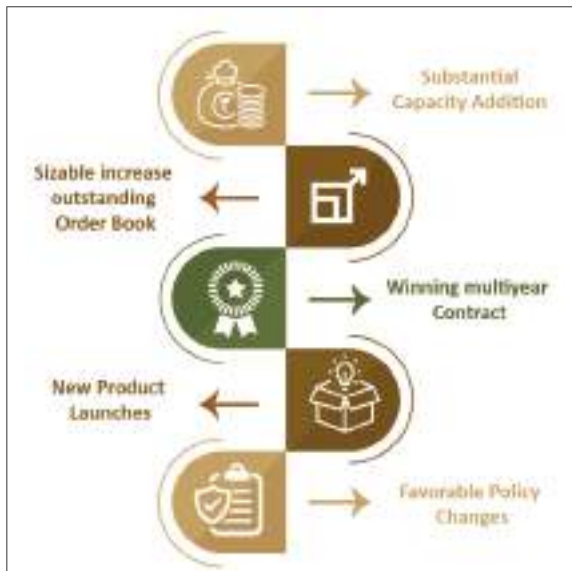 Substantial
Capacity Addition
Sizable increase
outstanding
Order Book
Winning multiyear
Contract
New Product
Launches
Favorable Policy
Changes